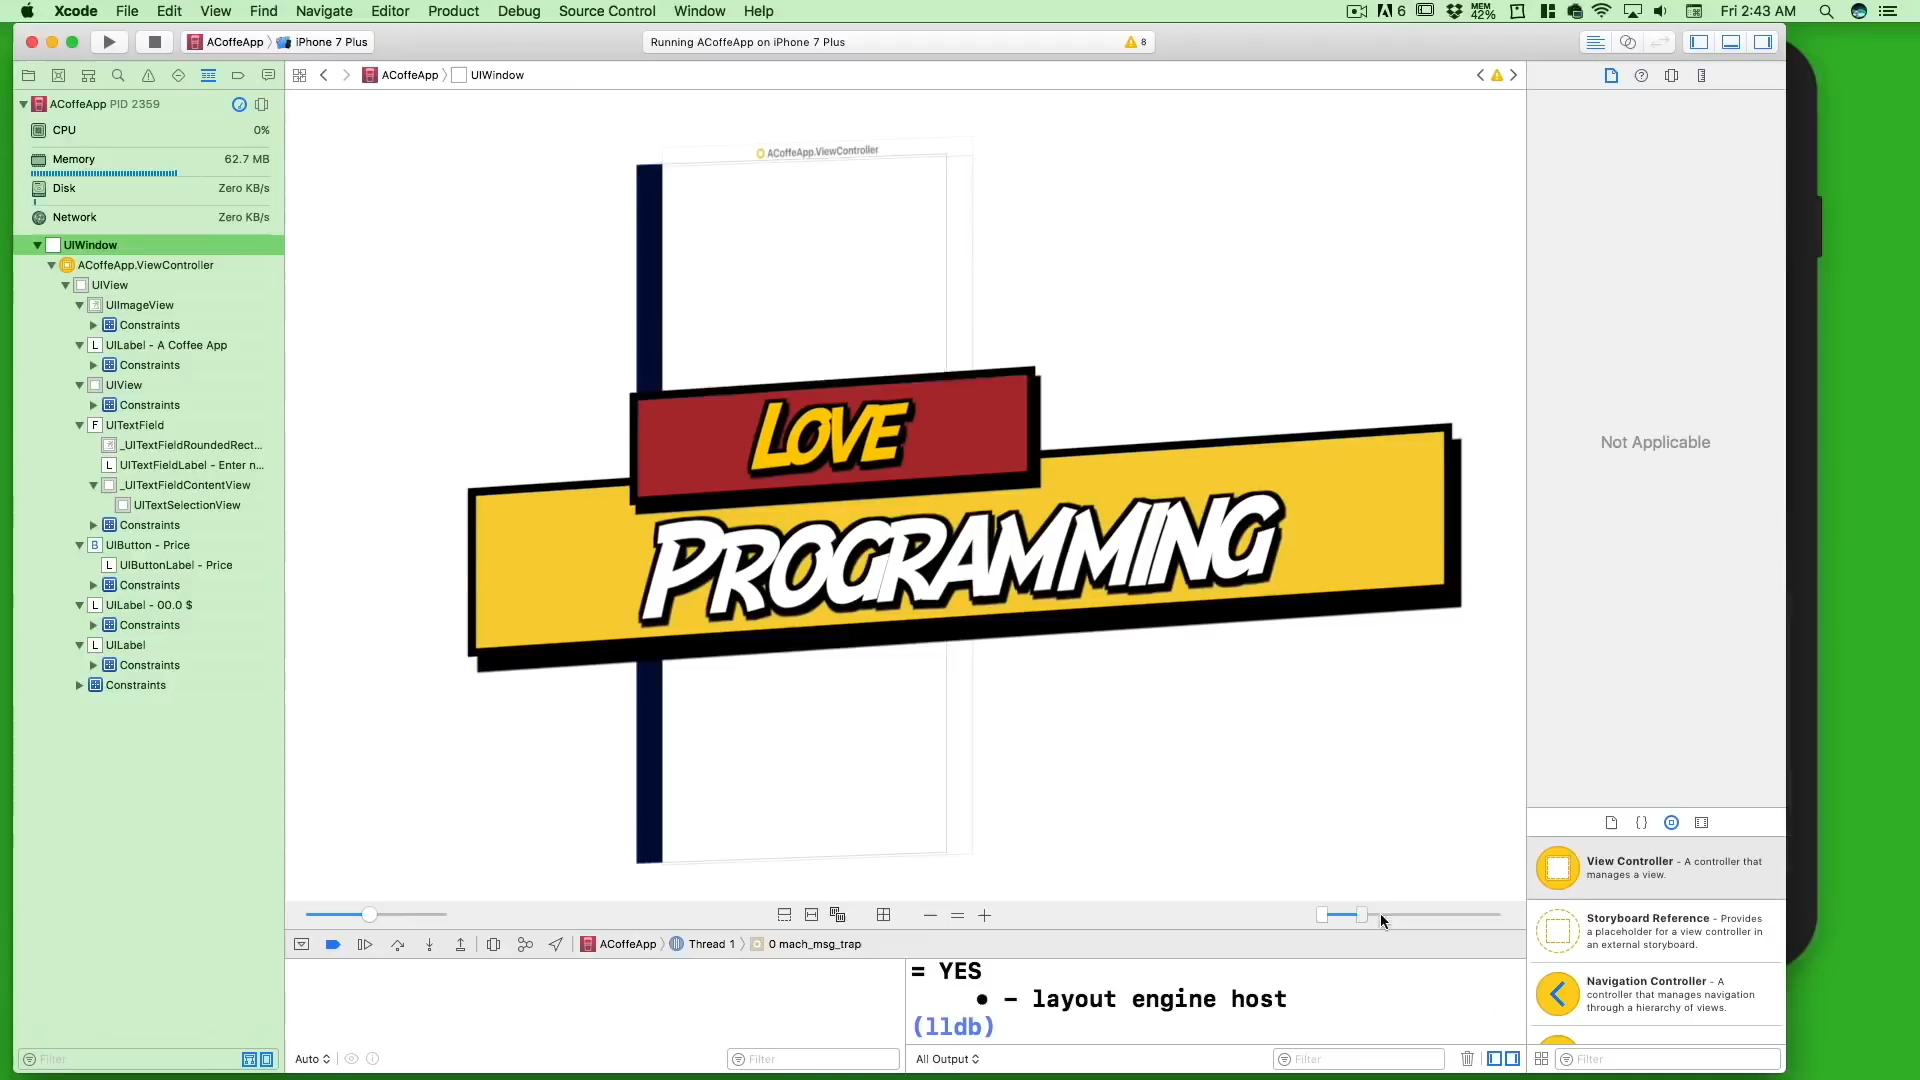 Xcode File Edit View Find Navigate Editor Product Debug Source Control Window Help
6 MEM 42% Fri 2:43 AM
ACoffeApp iPhone 7 Plus
Running ACoffeApp on iPhone 7 Plus
8
ACoffeApp UIWindow
ACoffeApp PID 2359
CPU 0%
Memory 62.7 MB
Disk Zero KB/s
Network Zero KB/s
UIWindow
ACoffeApp.ViewController
UIView
UIImageView
Constraints
L UILabel - A Coffee App
Constraints
UIView
Constraints
F UITextField
_UITextFieldRoundedRect...
L UITextFieldLabel - Enter n...
_UITextFieldContentView
UITextSelectionView
Constraints
B UIButton - Price
L UIButtonLabel - Price
Constraints
L UILabel - 00.0 $
Constraints
L UILabel
Constraints
Constraints
Filter
ACoffeApp.ViewController
LOVE
PROGRAMMING
ACoffeApp Thread 1 0 mach_msg_trap
= YES
• - layout engine host
(lldb)
Auto
Filter
All Output
Filter
Not Applicable
{}
View Controller - A controller that
manages a view.
Storyboard Reference - Provides
a placeholder for a view controller in
an external storyboard.
Navigation Controller - A
controller that manages navigation
through a hierarchy of views.
Filter